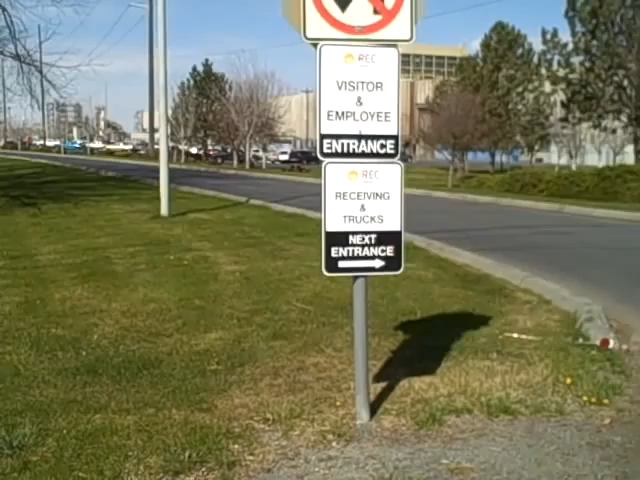 REC
VISITOR
&
EMPLOYEE
ENTRANCE
REC
RECEIVING
&
TRUCKS
NEXT
ENTRANCE